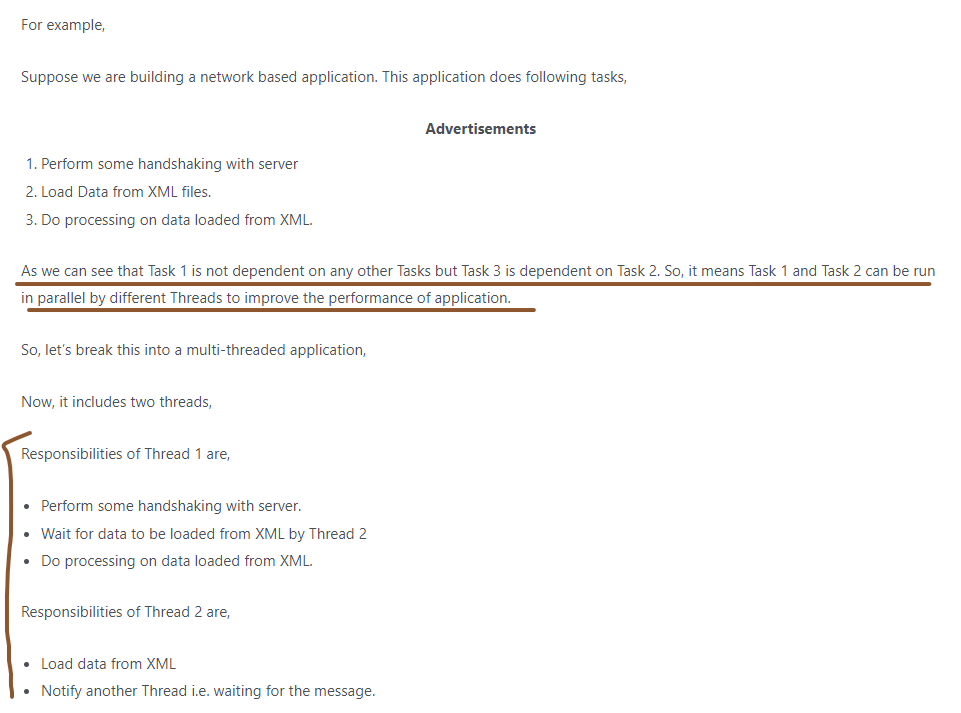 For example,
Suppose we are building a network based application. This application does following tasks,
Advertisements
1. Perform some handshaking with server
2. Load Data from XML files.
3. Do processing on data loaded from XML.
As we can see that Task 1 is not dependent on any other Tasks but Task 3 is dependent on Task 2. So, it means Task 1 and Task 2 can be run
in parallel by different Threads to improve the performance of application.
So, let’s break this into a multi-threaded application,
Now, it includes two threads,
Responsibilities of Thread 1 are,
• Perform some handshaking with server.
• Wait for data to be loaded from XML by Thread 2
• Do processing on data loaded from XML.
Responsibilities of Thread 2 are,
• Load data from XML
• Notify another Thread i.e. waiting for the message.